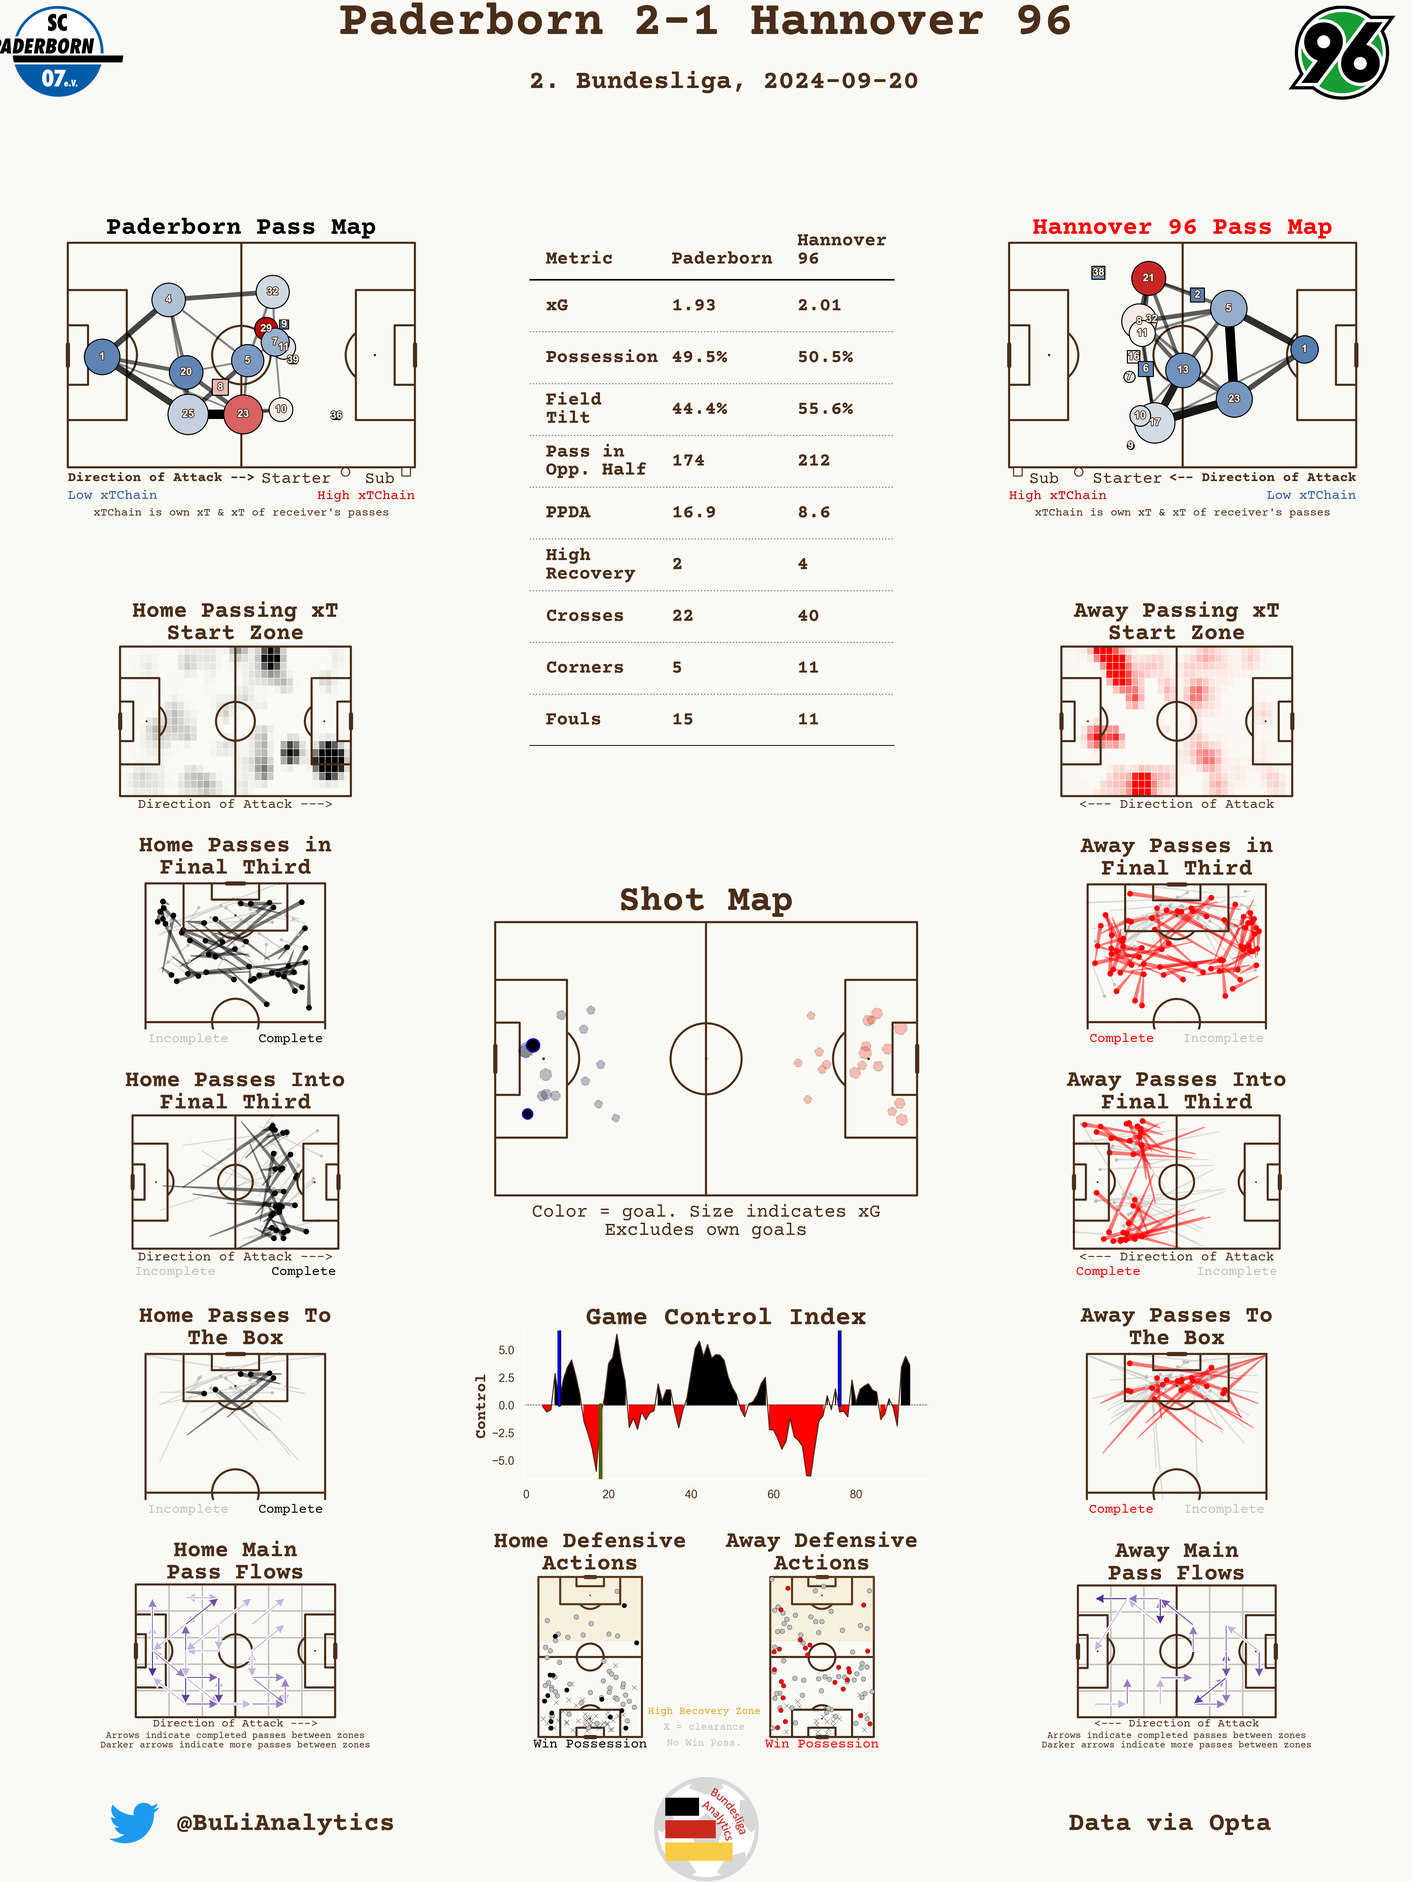 Paderborn 2-1 Hannover 96
2. Bundesliga, 2024-09-20
SC
PADERBORN
07 e.V.
96
Paderborn Pass Map
4
32
29
9
7
11
39
1
20
5
8
25
23
10
36
Direction of Attack --> Starter Sub
Low xTChain High xTChain
xTChain is own xT & xT of receiver's passes
Metric Paderborn Hannover 96
xG 1.93 2.01
Possession 49.5% 50.5%
Field Tilt 44.4% 55.6%
Pass in Opp. Half 174 212
PPDA 16.9 8.6
High Recovery 2 4
Crosses 22 40
Corners 5 11
Fouls 15 11
Hannover 96 Pass Map
38
21
2
8
32
5
11
16
1
7
6
13
23
10
17
9
Sub Starter <-- Direction of Attack
High xTChain Low xTChain
xTChain is own xT & xT of receiver's passes
Home Passing xT
Start Zone
Direction of Attack --->
Away Passing xT
Start Zone
<--- Direction of Attack
Home Passes in
Final Third
Incomplete Complete
Away Passes in
Final Third
Complete Incomplete
Shot Map
Color = goal. Size indicates xG
Excludes own goals
Home Passes Into
Final Third
Direction of Attack --->
Incomplete Complete
Away Passes Into
Final Third
<--- Direction of Attack
Complete Incomplete
Home Passes To
The Box
Incomplete Complete
Game Control Index
Control
5.0
2.5
0.0
−2.5
−5.0
0 20 40 60 80
Away Passes To
The Box
Complete Incomplete
Home Main
Pass Flows
Direction of Attack --->
Arrows indicate completed passes between zones
Darker arrows indicate more passes between zones
Home Defensive
Actions
Win Possession
High Recovery Zone
X = clearance
No Win Poss.
Away Defensive
Actions
Win Possession
Away Main
Pass Flows
<--- Direction of Attack
Arrows indicate completed passes between zones
Darker arrows indicate more passes between zones
@BuLiAnalytics
Bundesliga
Analytics
Data via Opta